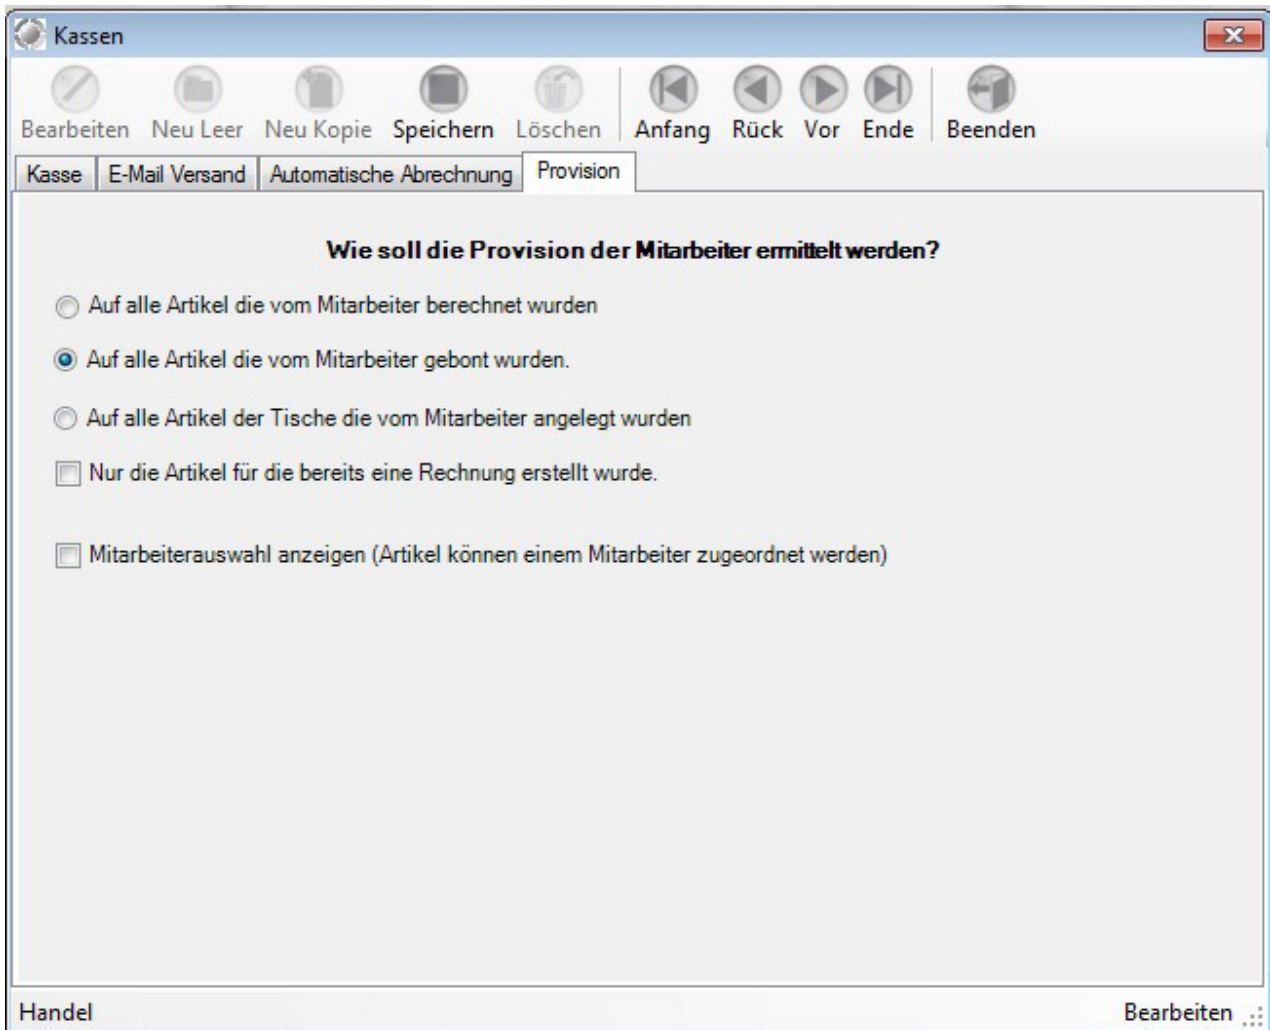 Kassen
Bearbeiten Neu Leer Neu Kopie Speichern Löschen Anfang Rück Vor Ende Beenden
Kasse E-Mail Versand Automatische Abrechnung Provision
Wie soll die Provision der Mitarbeiter ermittelt werden?
Auf alle Artikel die vom Mitarbeiter berechnet wurden
Auf alle Artikel die vom Mitarbeiter gebont wurden.
Auf alle Artikel der Tische die vom Mitarbeiter angelegt wurden
Nur die Artikel für die bereits eine Rechnung erstellt wurde.
Mitarbeiterauswahl anzeigen (Artikel können einem Mitarbeiter zugeordnet werden)
Handel Bearbeiten